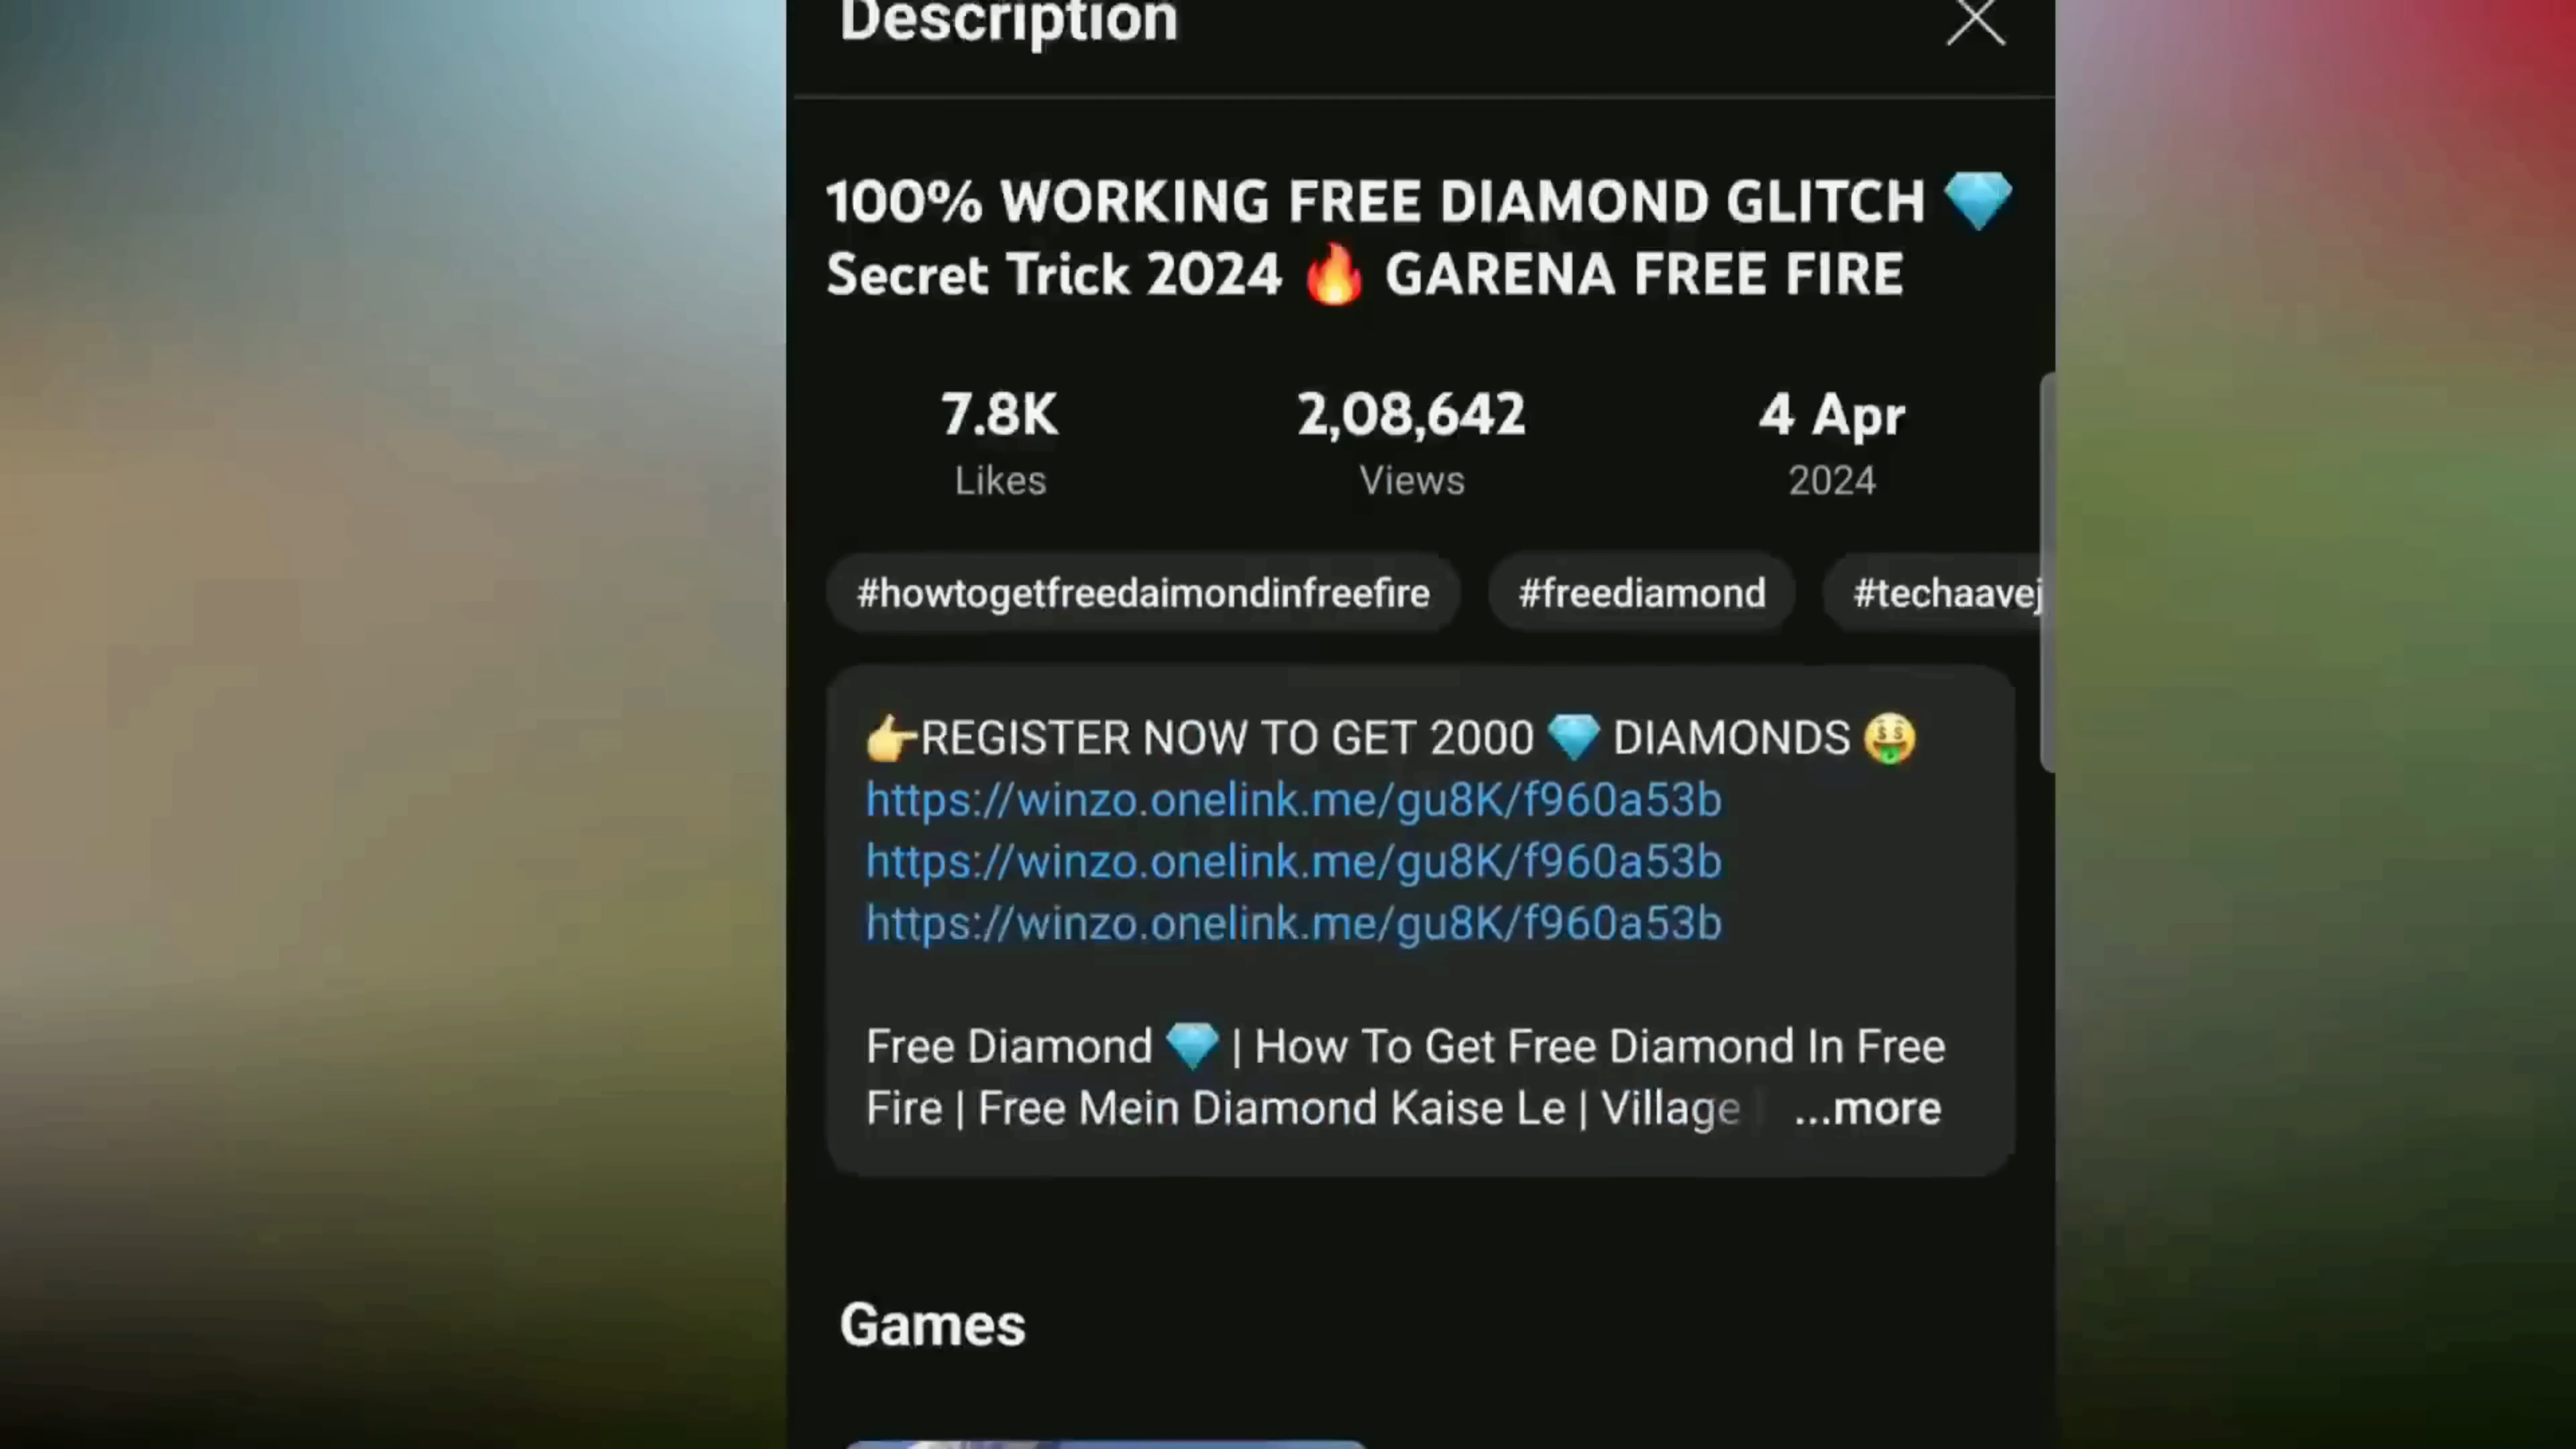 Description
100% WORKING FREE DIAMOND GLITCH 💎
Secret Trick 2024 🔥 GARENA FREE FIRE
7.8K 2,08,642 4 Apr
Likes Views 2024
#howtogetfreedaimondinfreefire #freediamond #techaavej
👉REGISTER NOW TO GET 2000 💎 DIAMONDS 🤑
https://winzo.onelink.me/gu8K/f960a53b
https://winzo.onelink.me/gu8K/f960a53b
https://winzo.onelink.me/gu8K/f960a53b
Free Diamond 💎 | How To Get Free Diamond In Free
Fire | Free Mein Diamond Kaise Le | Village ...more
Games